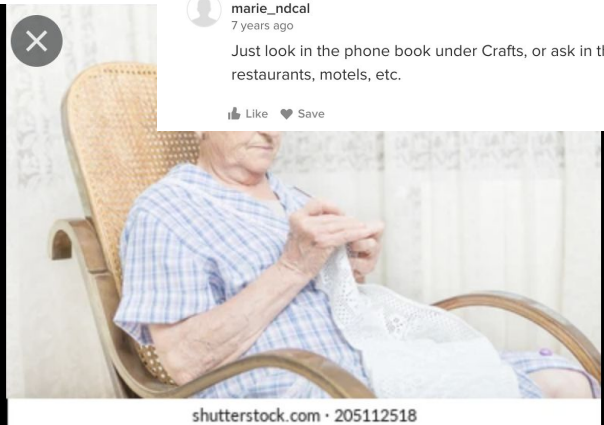 marie_ndcal
7 years ago
Just look in the phone book under Crafts, or ask in
restaurants, motels, etc.
Like Save
shutterstock.com · 205112518